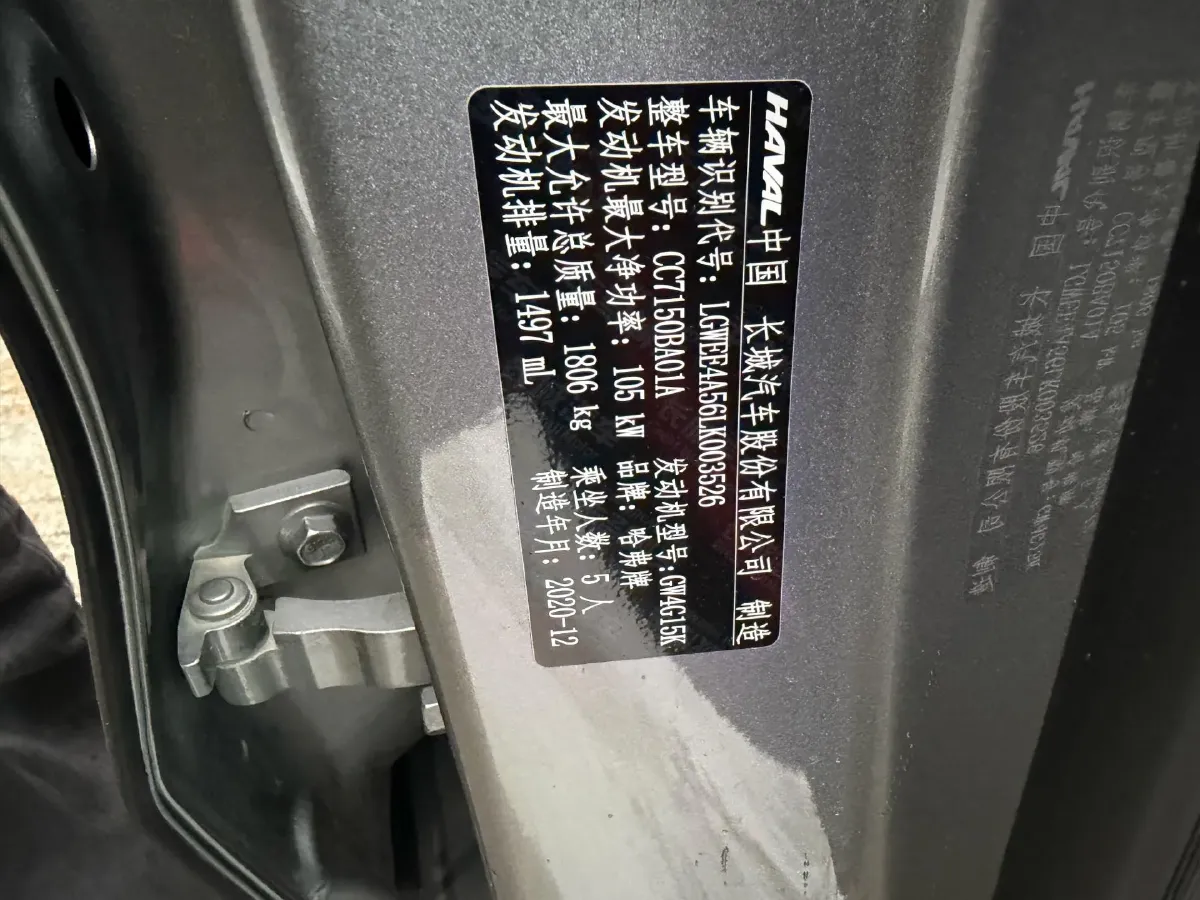 HAVAL 中国 长城汽车股份有限公司 制造
车辆识别代号：LGWEE4A56LK003526
整车型号：CC7150BA01A 发动机型号：GW4G15K
发动机最大净功率：105 kW 品牌：哈弗牌
最大允许总质量：1806 kg 乘坐人数：5 人
发动机排量：1497 mL 制造年月：2020-12